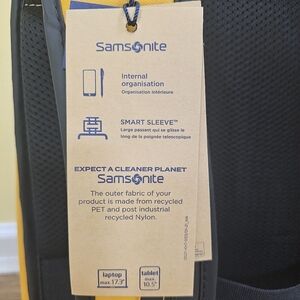 Samsonite
Internal
organisation
Organisation intérieure
SMART SLEEVE™
Large passant qui se glisse le
long de la poignée télescopique
EXPECT A CLEANER PLANET
Samsonite
The outer fabric of your
product is made from recycled
PET and post industrial
recycled Nylon.
laptop
max 17.3"
tablet
max
10.5"